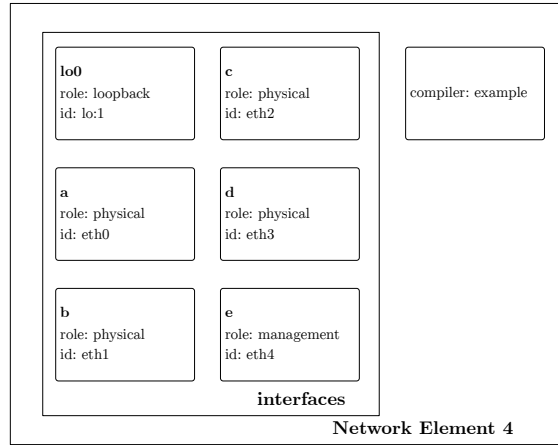 lo0
role: loopback
id: lo:1
c
role: physical
id: eth2
compiler: example
a
role: physical
id: eth0
d
role: physical
id: eth3
b
role: physical
id: eth1
e
role: management
id: eth4
interfaces
Network Element 4